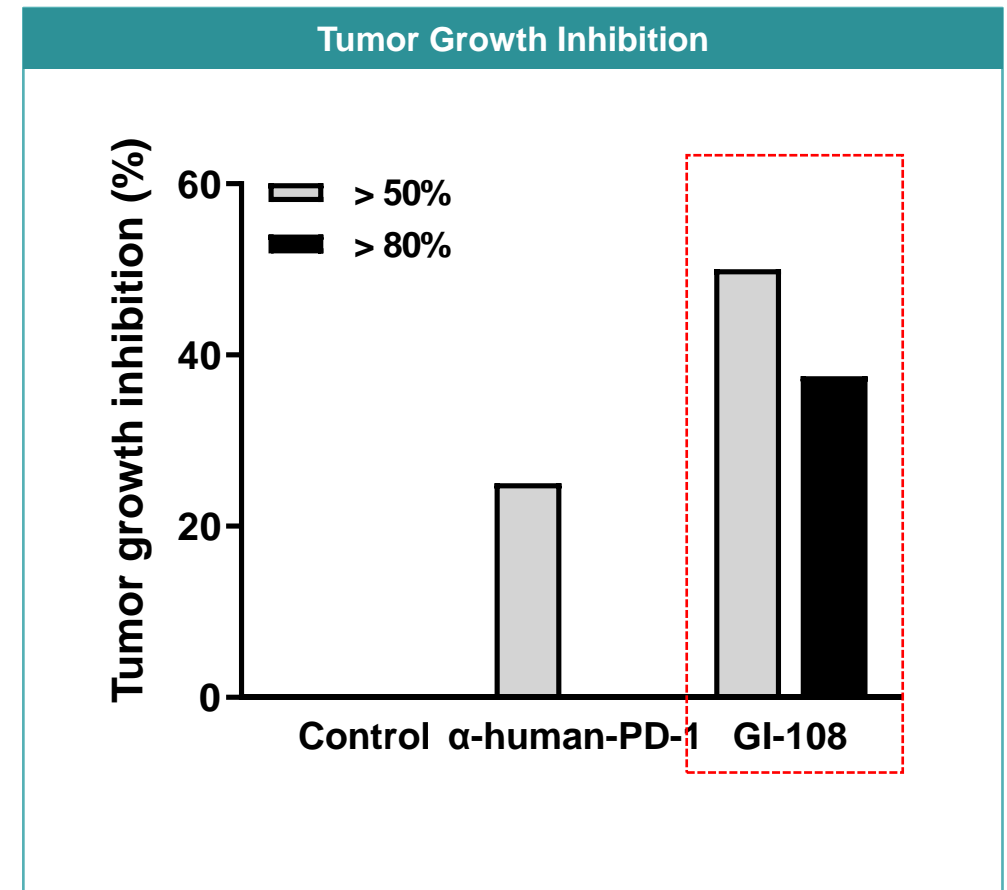 Tumor Growth Inhibition
Tumor growth inhibition (%)
60
40
20
0
> 50%
> 80%
Control α-human-PD-1 GI-108